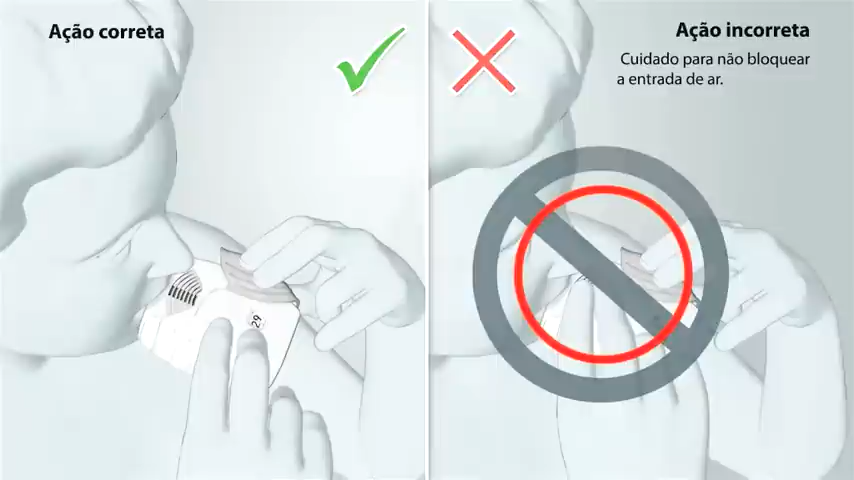 Ação correta
Ação incorreta
Cuidado para não bloquear
a entrada de ar.
29